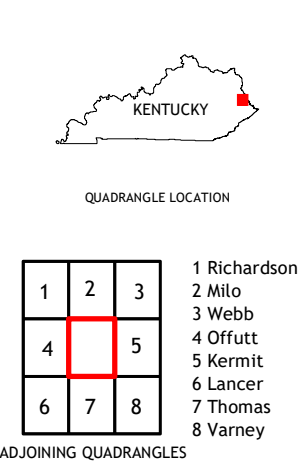 KENTUCKY
QUADRANGLE LOCATION
1 2 3
4 5
6 7 8
1 Richardson
2 Milo
3 Webb
4 Offutt
5 Kermit
6 Lancer
7 Thomas
8 Varney
ADJOINING QUADRANGLES